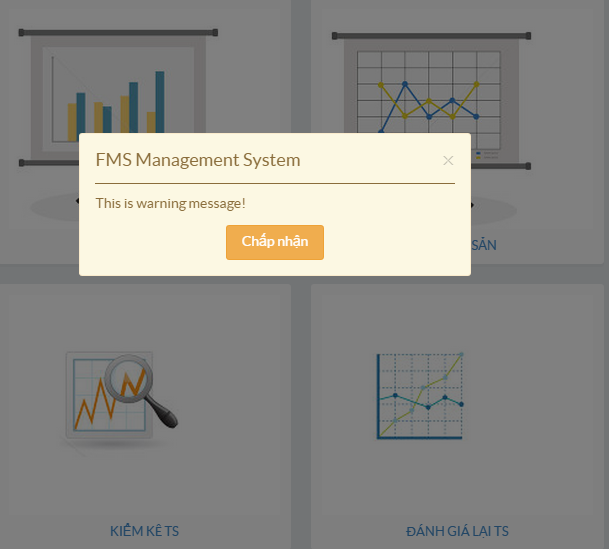 FMS Management System ×
This is warning message!
Chấp nhận
SẢN
KIỂM KÊ TS
ĐÁNH GIÁ LẠI TS